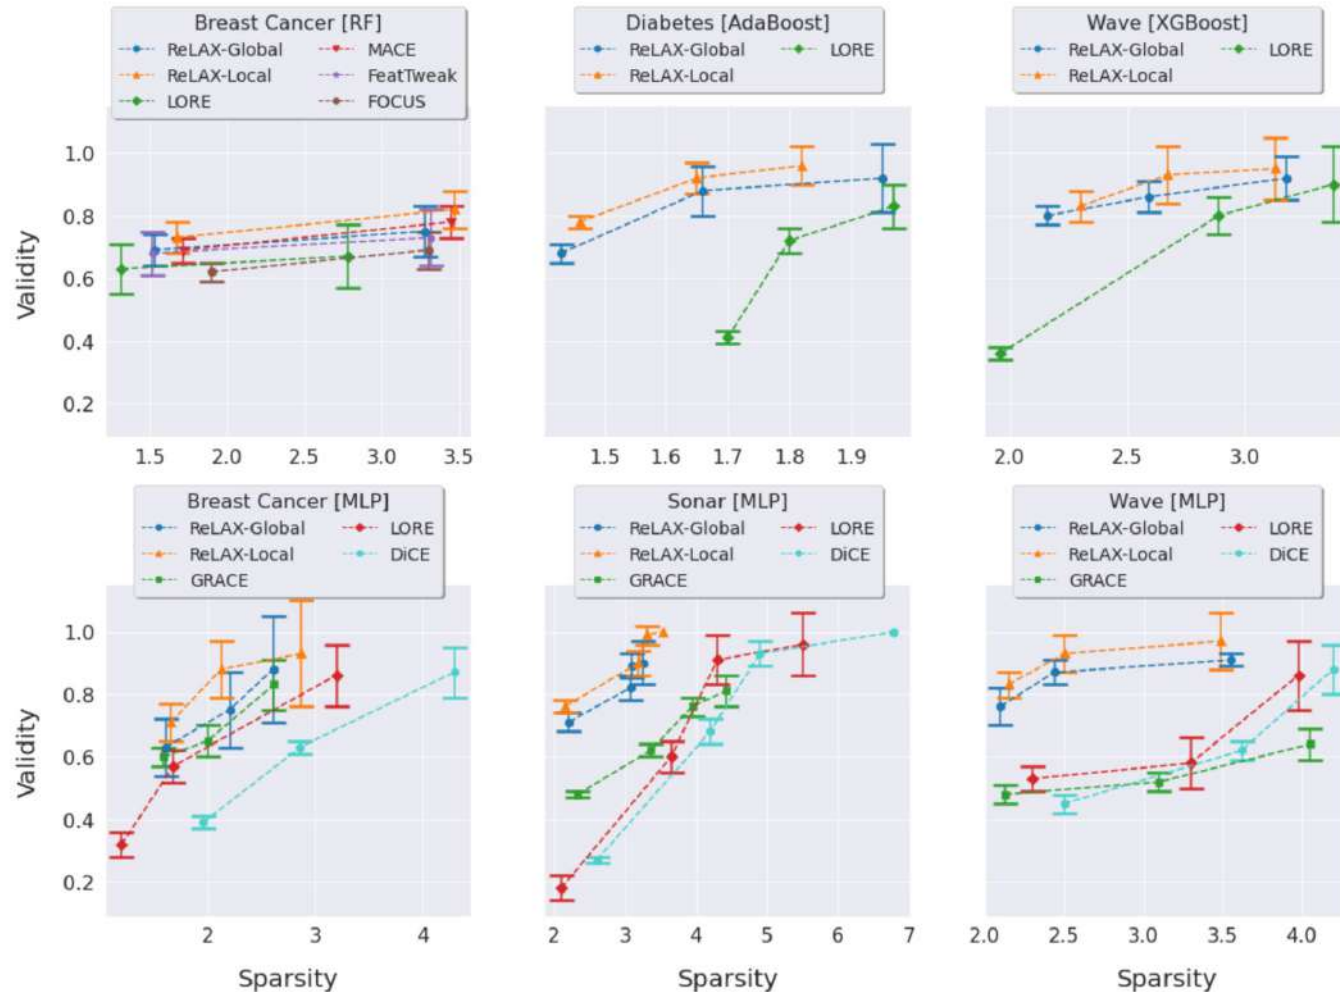 Breast Cancer [RF]
ReLAX-Global MACE
ReLAX-Local FeatTweak
LORE FOCUS
Diabetes [AdaBoost]
ReLAX-Global LORE
ReLAX-Local
Wave [XGBoost]
ReLAX-Global LORE
ReLAX-Local
Validity
1.0
0.8
0.6
0.4
0.2
1.5 2.0 2.5 3.0 3.5
1.5 1.6 1.7 1.8 1.9
2.0 2.5 3.0
Breast Cancer [MLP]
ReLAX-Global LORE
ReLAX-Local DiCE
GRACE
Sonar [MLP]
ReLAX-Global LORE
ReLAX-Local DiCE
GRACE
Wave [MLP]
ReLAX-Global LORE
ReLAX-Local DiCE
GRACE
Validity
1.0
0.8
0.6
0.4
0.2
2 3 4
2 3 4 5 6 7
2.0 2.5 3.0 3.5 4.0
Sparsity Sparsity Sparsity